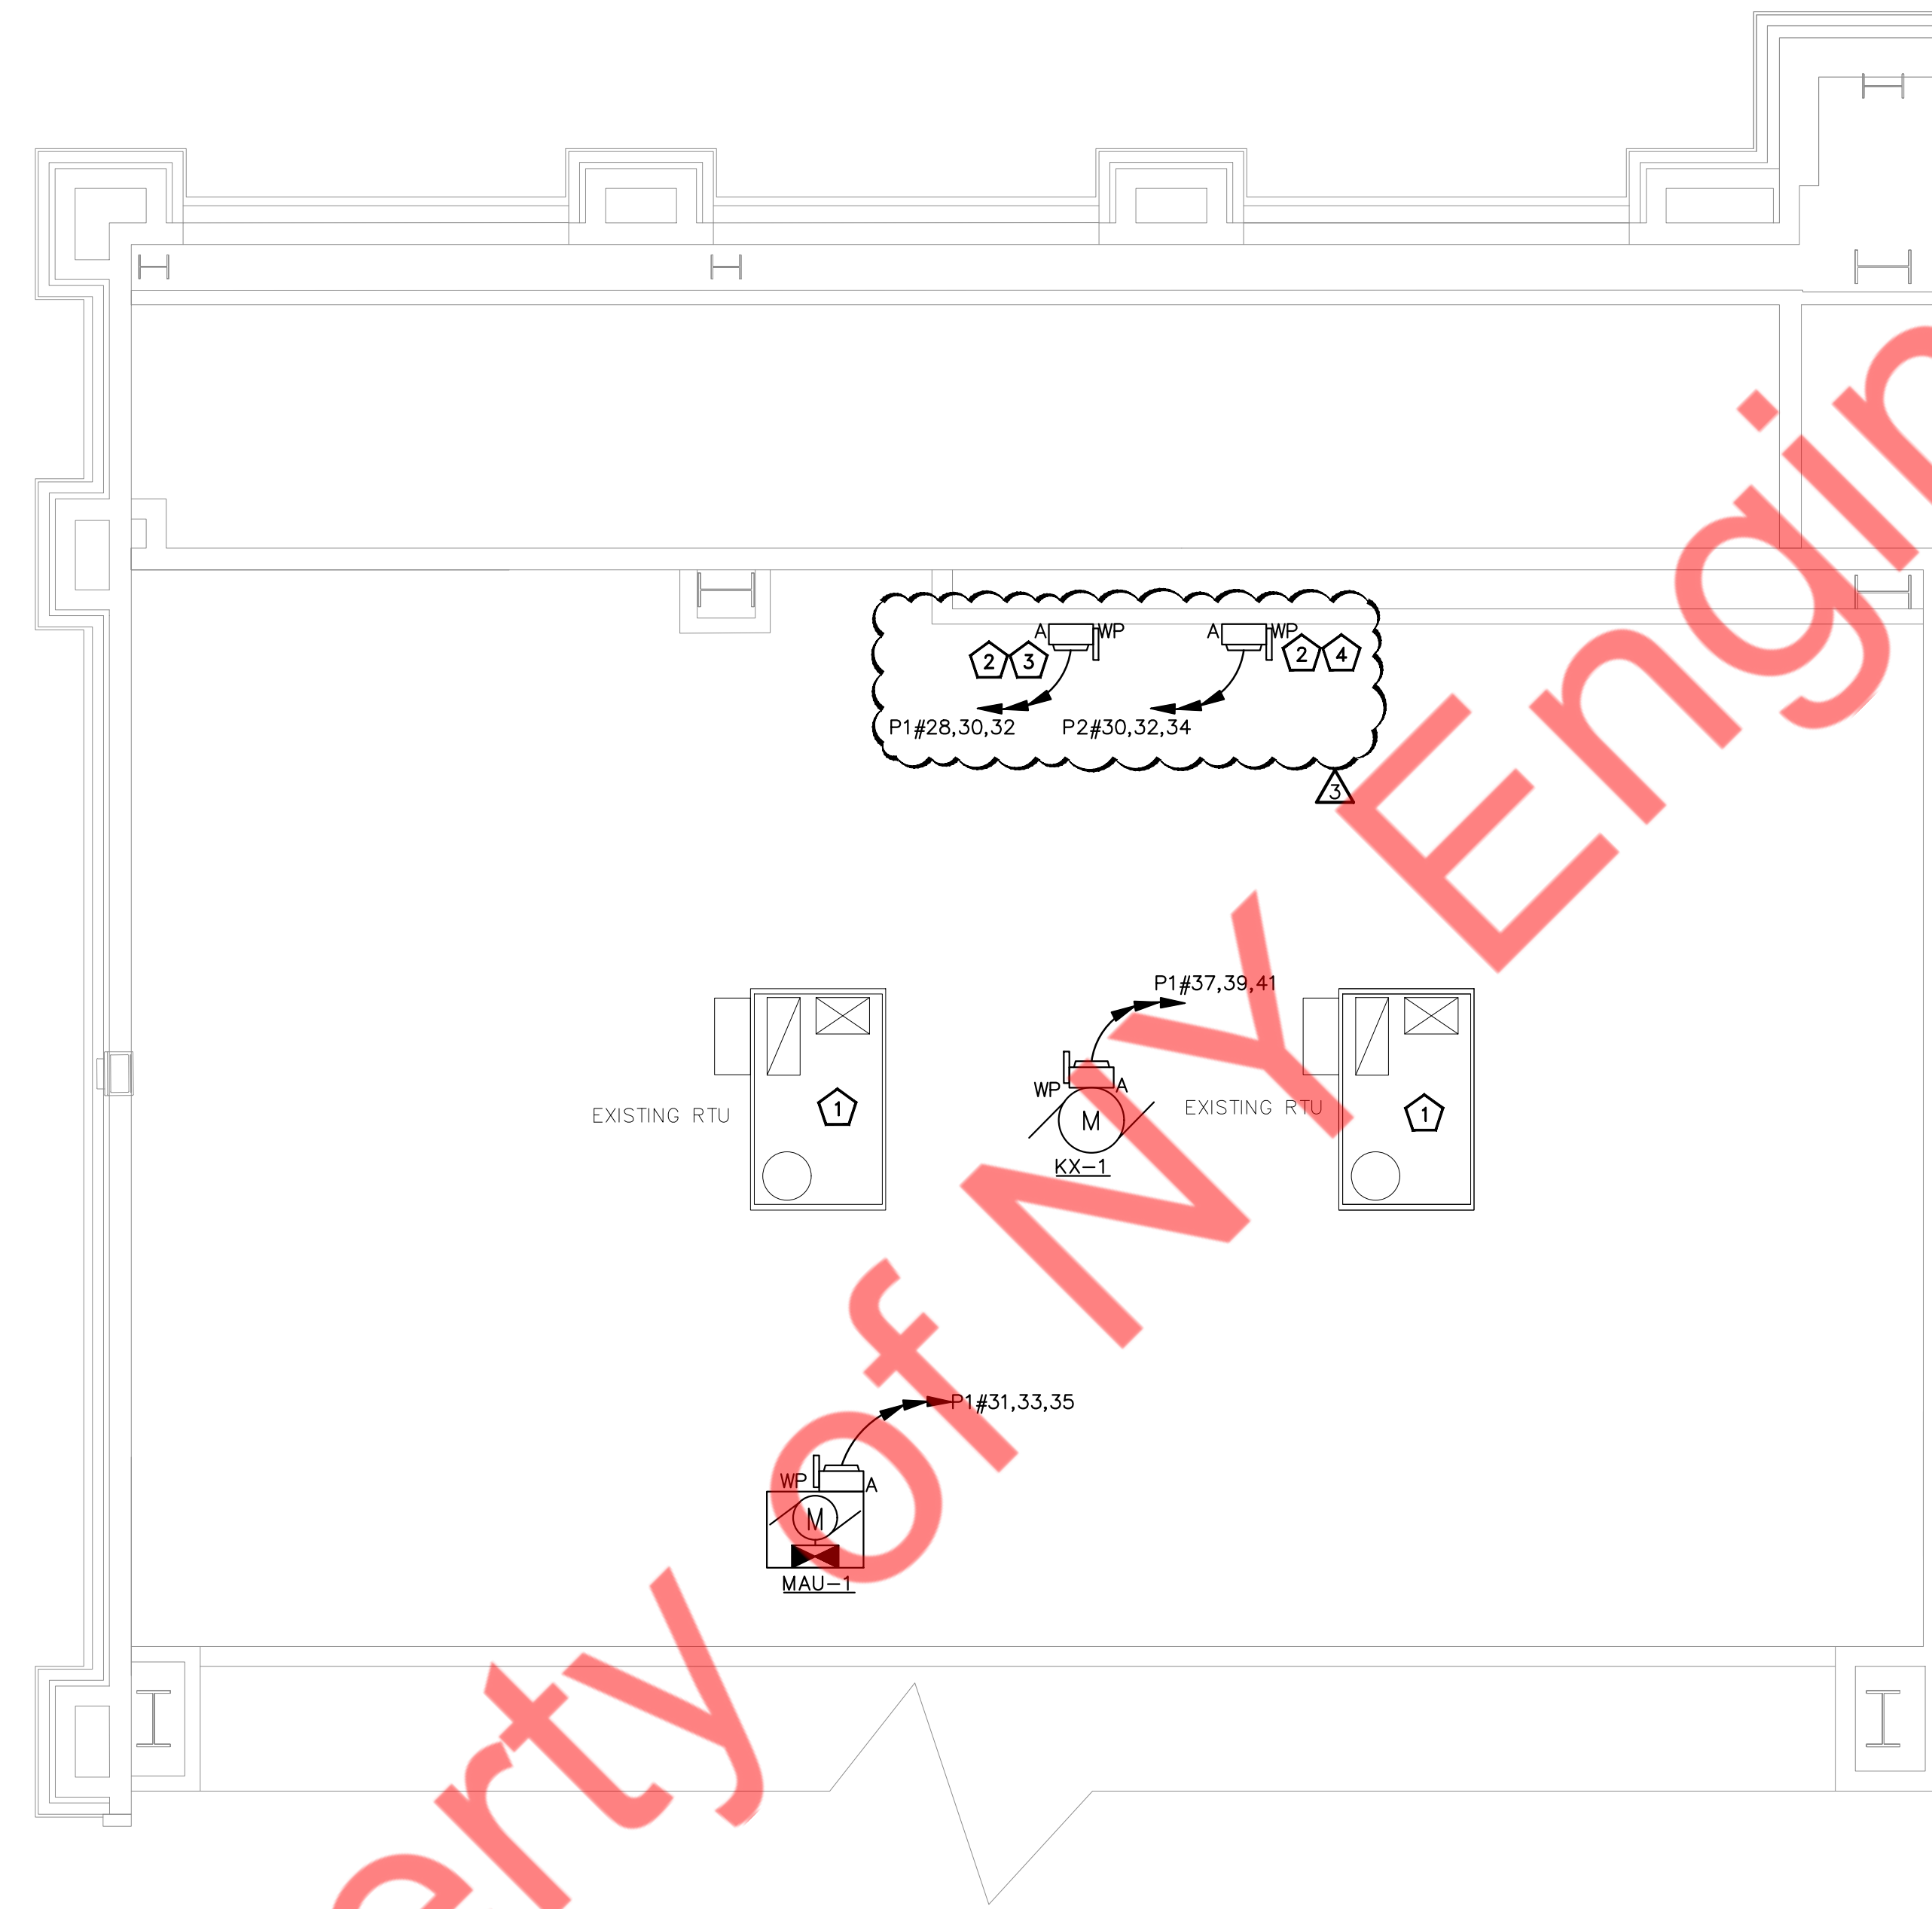 A WP A WP
2 3 2 4
P1#28,30,32 P2#30,32,34
3
P1#37,39,41
WP A
1 EXISTING RTU M EXISTING RTU 1
KX-1
P1#31,33,35
WP A
M
MAU-1
erty of NY Engin